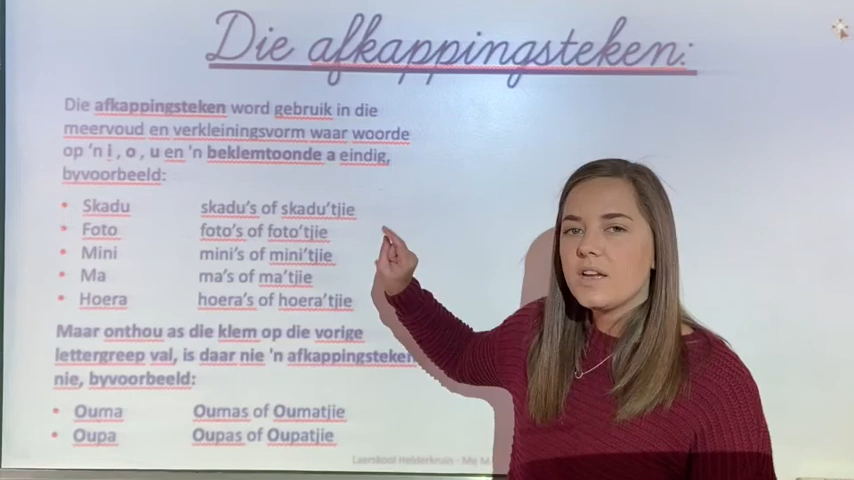 Die afkappingsteken:
Die afkappingsteken word gebruik in die
meervoud en verkleiningsvorm waar woorde
op 'n i , o , u en 'n beklemtoonde a eindig,
byvoorbeeld:
• Skadu skadu's of skadu'tjie
• Foto foto's of foto'tjie
• Mini mini's of mini'tjie
• Ma ma's of ma'tjie
• Hoera hoera's of hoera'tjie
Maar onthou as die klem op die vorige
lettergreep val, is daar nie 'n afkappingsteken
nie, byvoorbeeld:
• Ouma Oumas of Oumatjie
• Oupa Oupas of Oupatjie
Laerskool Helderkruin - Me M